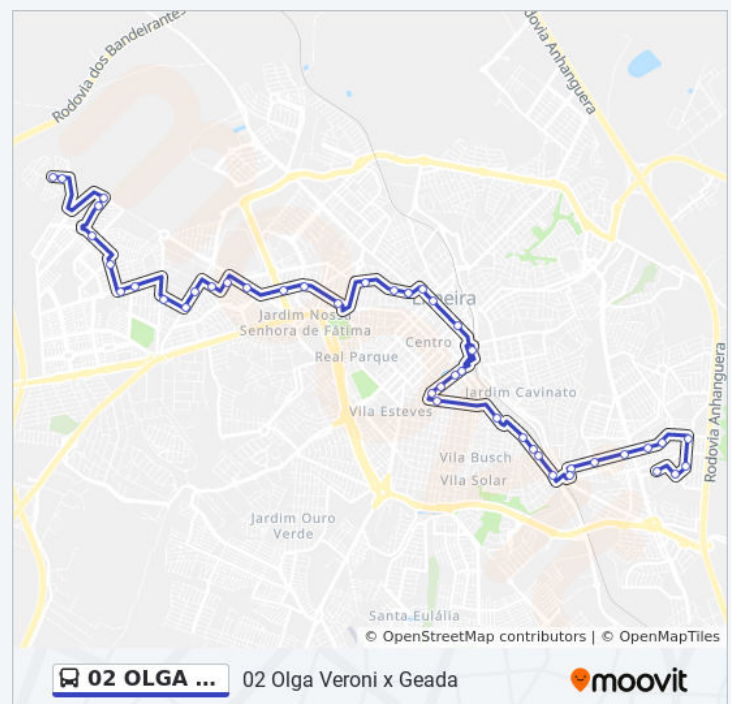 Rodovia dos Bandeirantes
Rodovia Anhanguera
Limeira
Jardim Nossa
Senhora de Fátima
Centro
Real Parque
Jardim Cavinato
Vila Esteves
Rodovia Anhanguera
Vila Busch
Vila Solar
Jardim Ouro
Verde
Santa Eulália
© OpenStreetMap contributors | © OpenMapTiles
02 OLGA ...
02 Olga Veroni x Geada
moovit